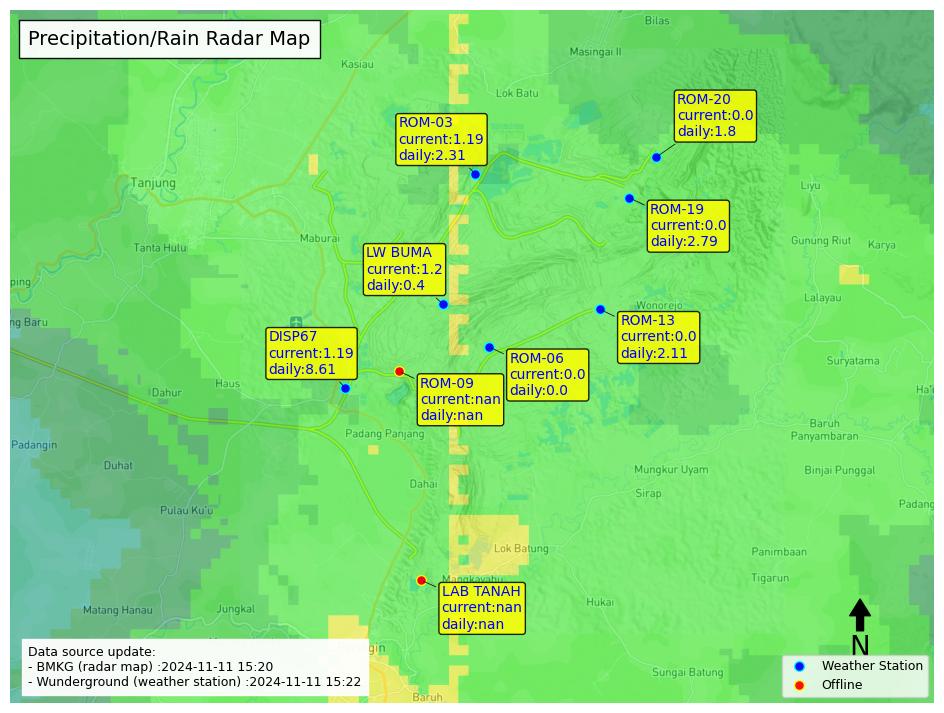 Precipitation/Rain Radar Map
Bilas
Masingai II
Kasiau
Lok Batu
ROM-20
current:0.0
daily:1.8
ROM-03
current:1.19
daily:2.31
Tanjung
Liyu
ROM-19
current:0.0
daily:2.79
Maburai
Tanta Hulu
Gunung Riut
Karya
LW BUMA
current:1.2
daily:0.4
ping
Lalayau
Wonorejo
ng Baru
ROM-13
current:0.0
daily:2.11
DISP67
current:1.19
daily:8.61
ROM-06
current:0.0
daily:0.0
Suryatama
Haus
Dahur
ROM-09
current:nan
daily:nan
Ha
Baruh
Panyambaran
Padang Panjang
Padangin
Duhat
Mungkur Uyam
Binjai Punggal
Dahai
Sirap
Padang
Pulau Ku'u
Lok Batung
Panimbaan
Mangkayahu
Tigarun
LAB TANAH
current:nan
daily:nan
Hukai
Matang Hanau
Jungkal
N
Data source update:
- BMKG (radar map) :2024-11-11 15:20
- Wunderground (weather station) :2024-11-11 15:22
Sungai Batung
Baruh
Weather Station
Offline